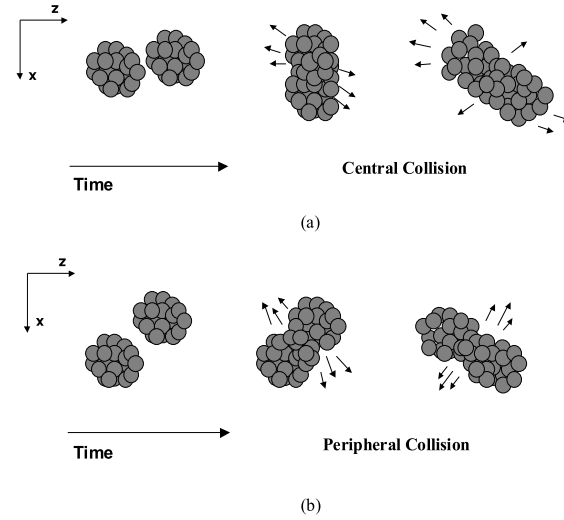 z
x
Time
Central Collision
(a)
z
x
Time
Peripheral Collision
(b)